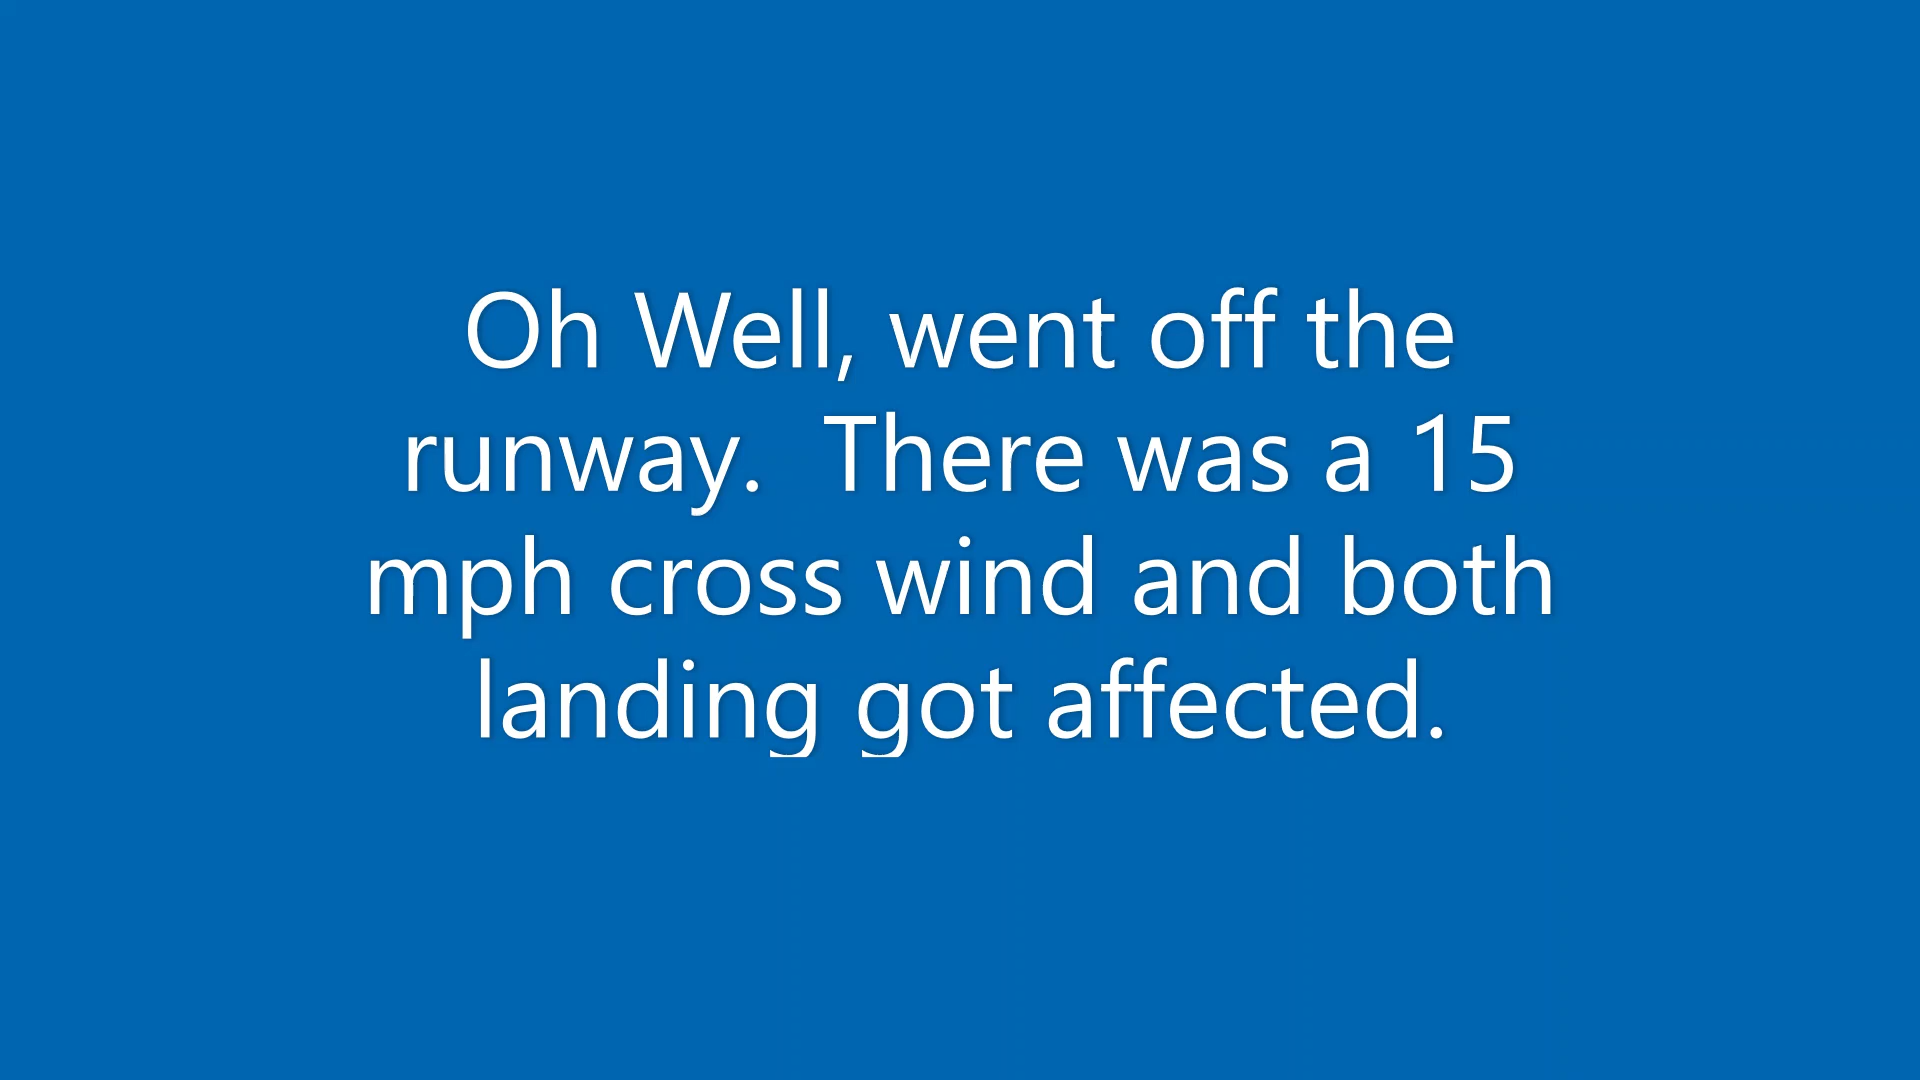 Oh Well, went off the
runway.  There was a 15
mph cross wind and both
landing got affected.